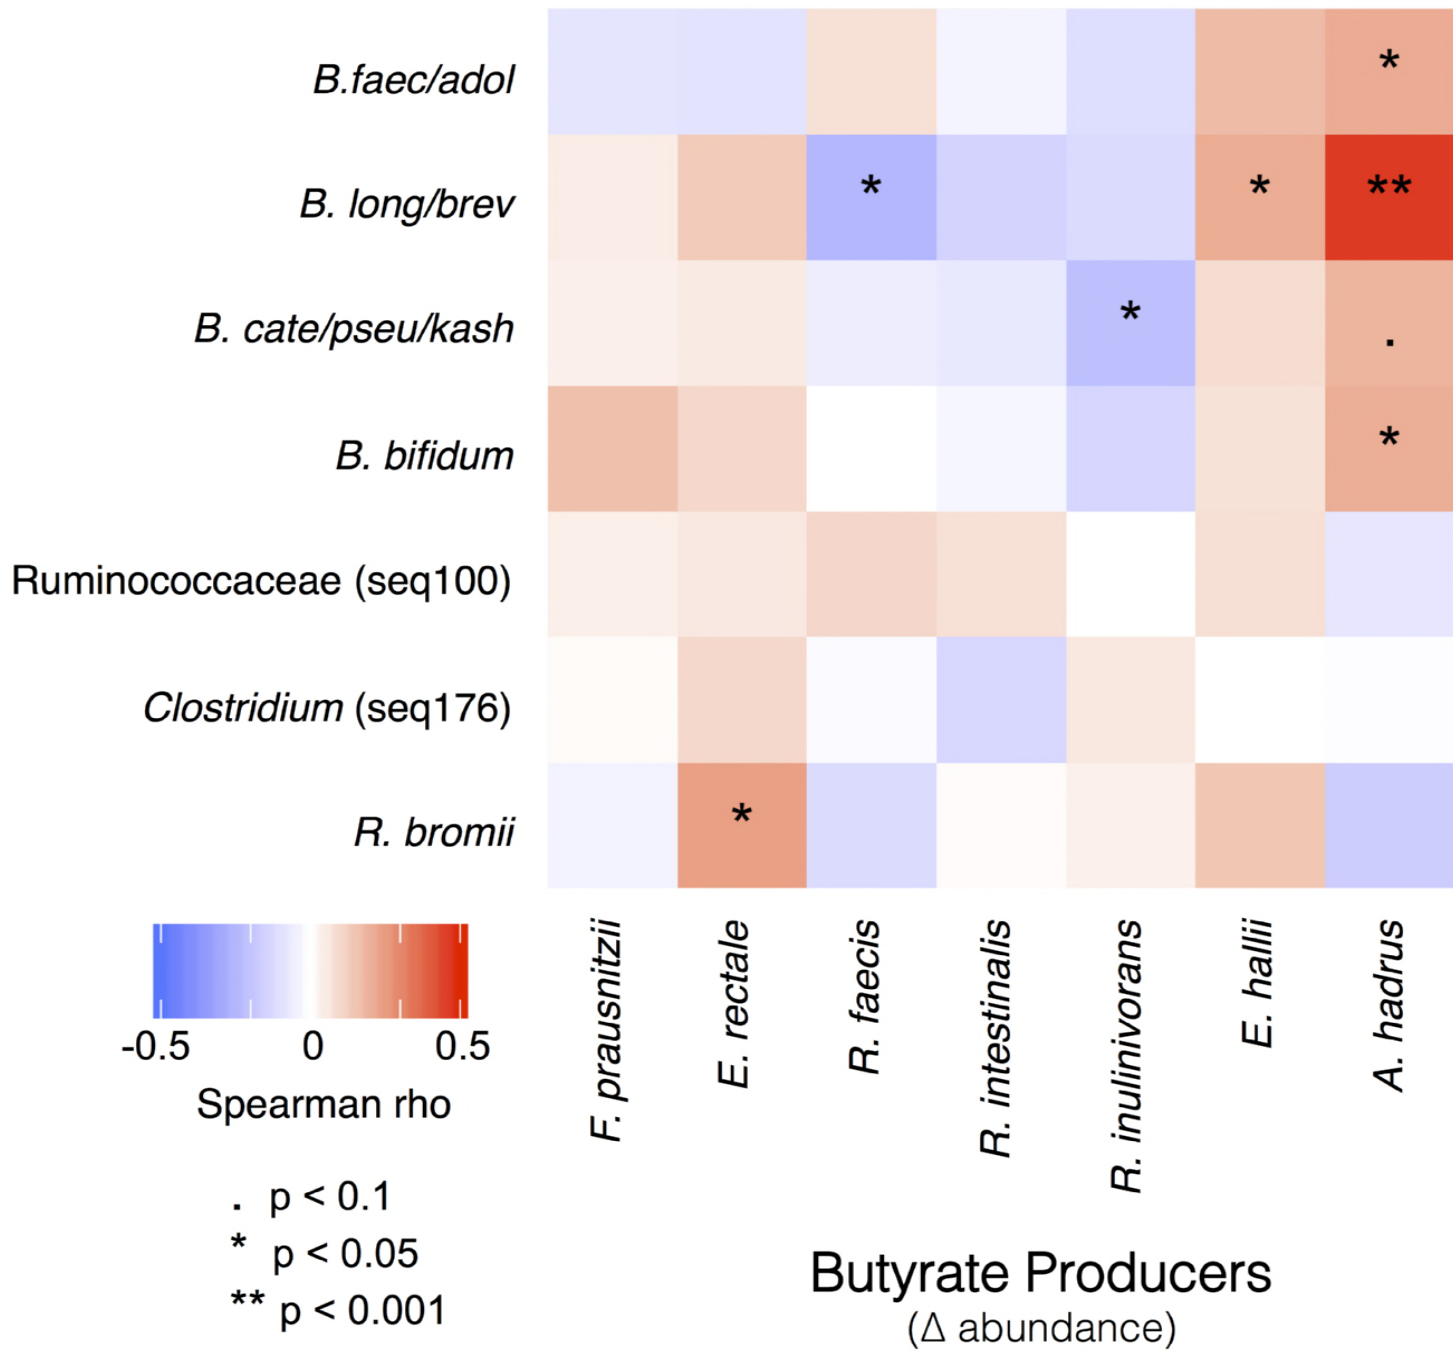 B.faec/adol *
B. long/brev * * **
B. cate/pseu/kash * .
B. bifidum *
Ruminococcaceae (seq100)
Clostridium (seq176)
R. bromii *
F. prausnitzii
E. rectale
R. faecis
R. intestinalis
R. inulinivorans
E. hallii
A. hadrus
-0.5 0 0.5
Spearman rho
. p < 0.1
* p < 0.05
** p < 0.001
Butyrate Producers
(Δ abundance)